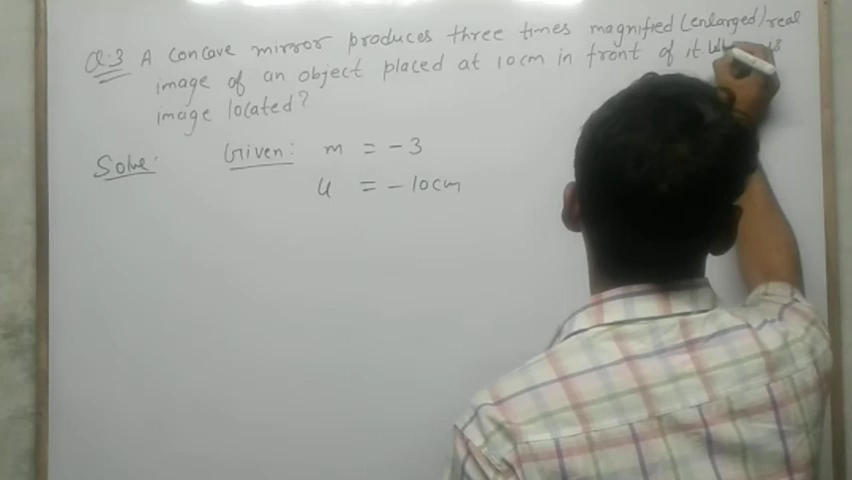 Q.3 A concave mirror produces three times magnified (enlarged) real
image of an object placed at 10cm in front of it. is
image located?
Solve: Given: m = -3
u = -10cm